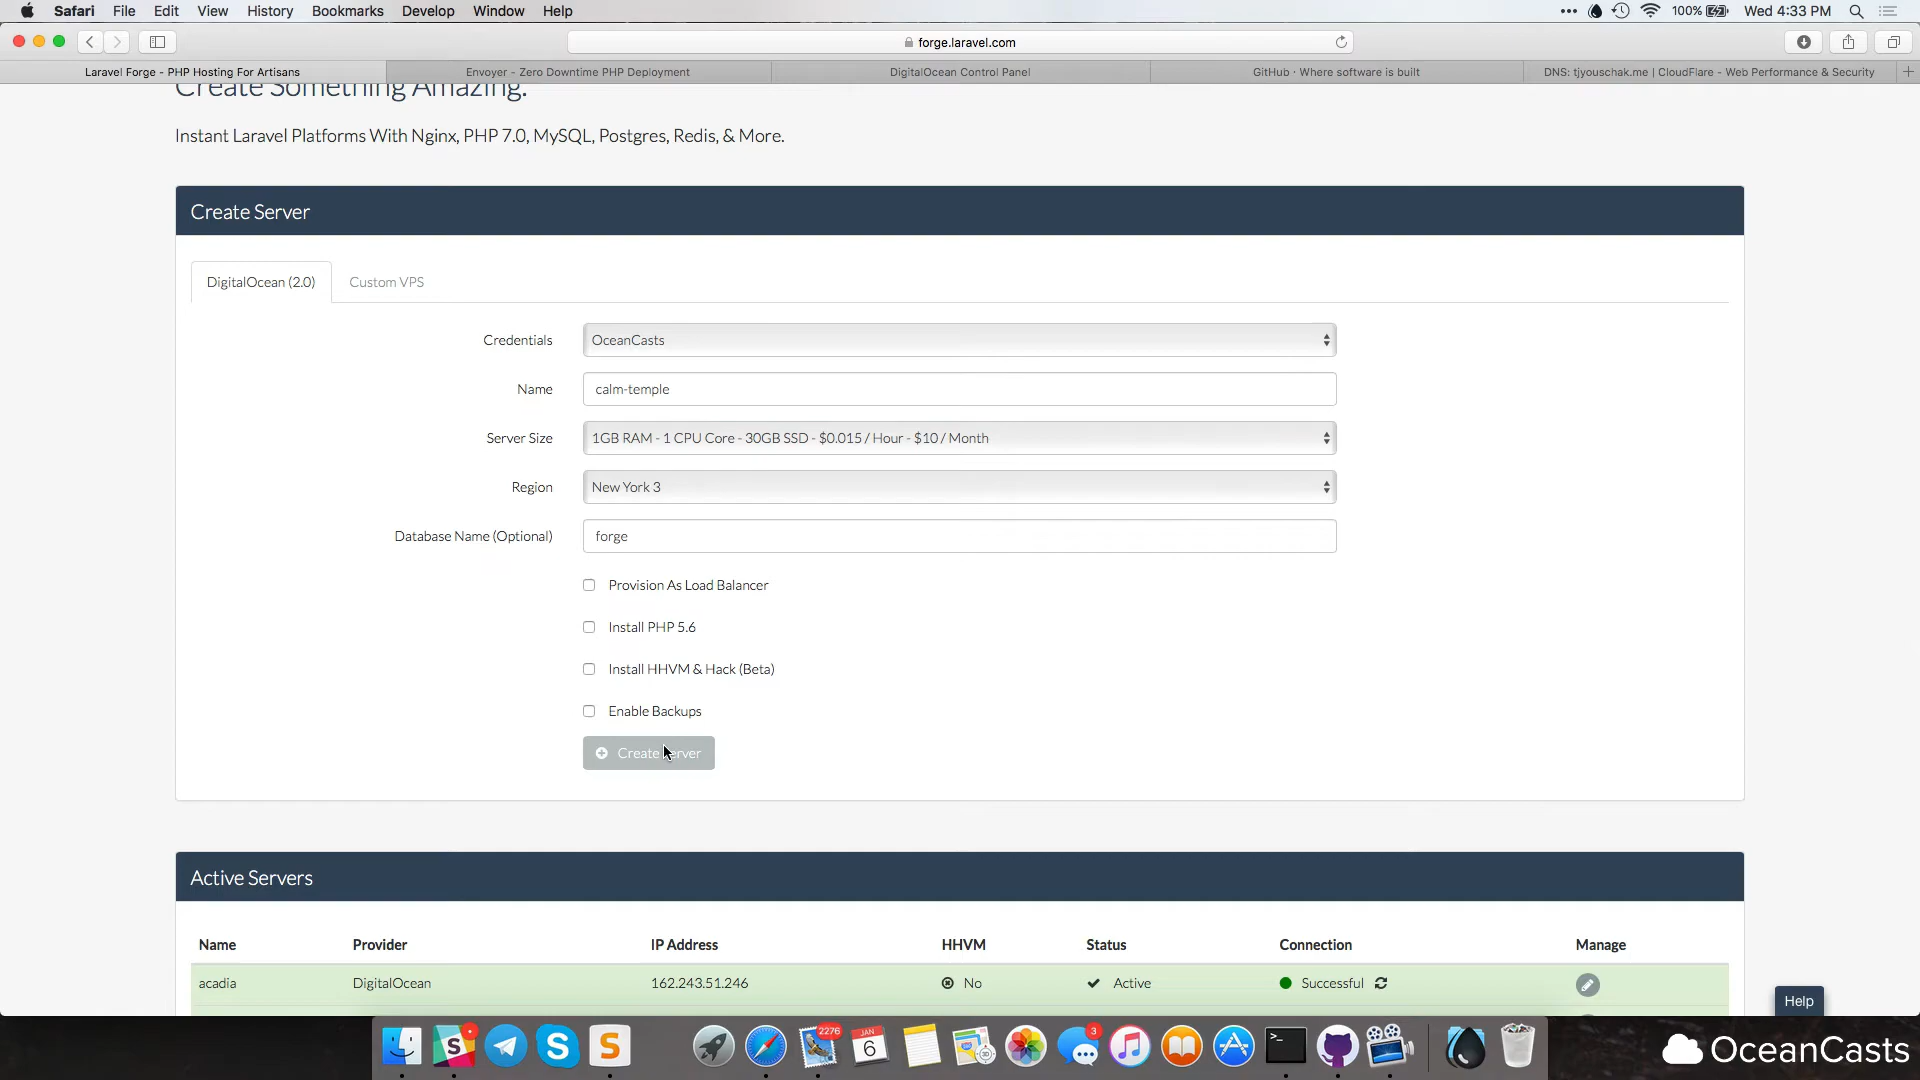 Safari File Edit View History Bookmarks Develop Window Help
100% Wed 4:33 PM
forge.laravel.com
Laravel Forge - PHP Hosting For Artisans
Envoyer - Zero Downtime PHP Deployment
DigitalOcean Control Panel
GitHub · Where software is built
DNS: tjyouschak.me | CloudFlare - Web Performance & Security
Create Something Amazing.
Instant Laravel Platforms With Nginx, PHP 7.0, MySQL, Postgres, Redis, & More.
Create Server
DigitalOcean (2.0) Custom VPS
Credentials OceanCasts
Name calm-temple
Server Size 1GB RAM - 1 CPU Core - 30GB SSD - $0.015 / Hour - $10 / Month
Region New York 3
Database Name (Optional) forge
Provision As Load Balancer
Install PHP 5.6
Install HHVM & Hack (Beta)
Enable Backups
Create Server
Active Servers
Name Provider IP Address HHVM Status Connection Manage
acadia DigitalOcean 162.243.51.246 No Active Successful
Help
2276
JAN
6
3
OceanCasts